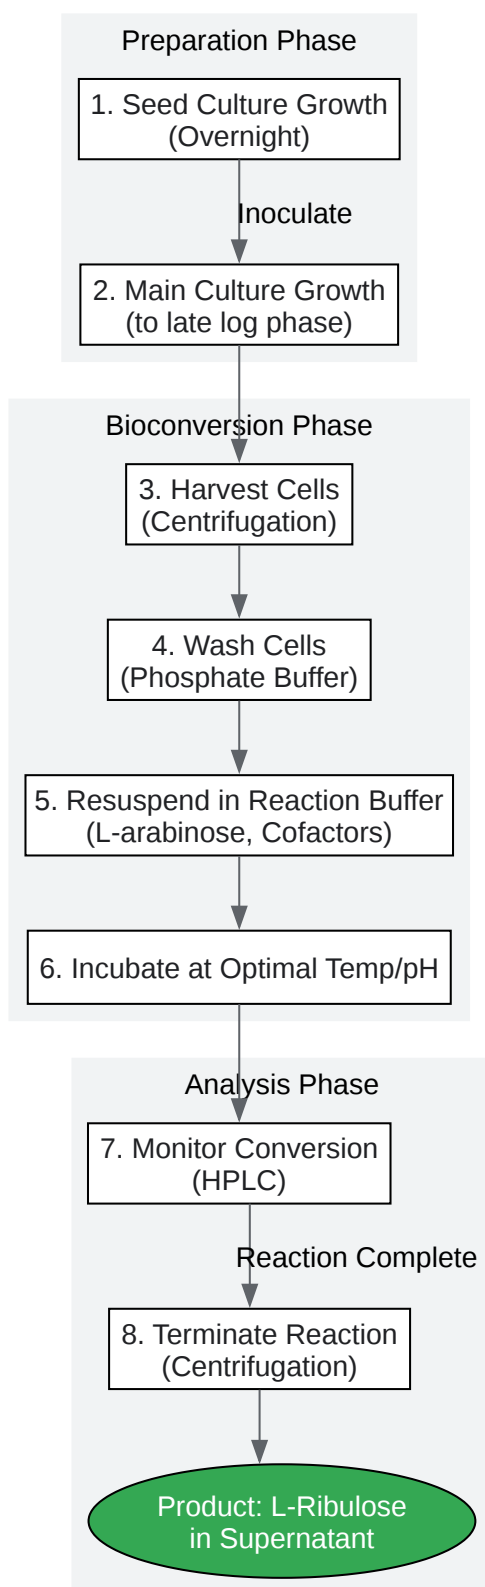 Preparation Phase
1. Seed Culture Growth
(Overnight)
Inoculate
2. Main Culture Growth
(to late log phase)
Bioconversion Phase
3. Harvest Cells
(Centrifugation)
4. Wash Cells
(Phosphate Buffer)
5. Resuspend in Reaction Buffer
(L-arabinose, Cofactors)
6. Incubate at Optimal Temp/pH
Analysis Phase
7. Monitor Conversion
(HPLC)
Reaction Complete
8. Terminate Reaction
(Centrifugation)
Product: L-Ribulose
in Supernatant